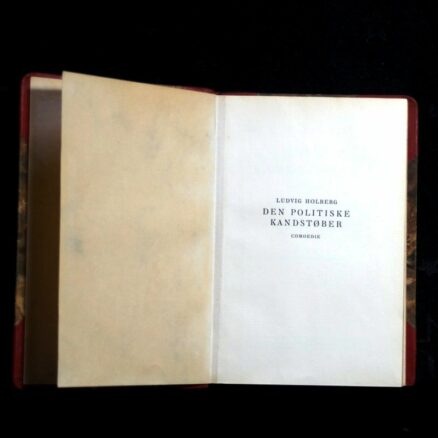 LUDVIG HOLBERG
DEN POLITISKE
KANDSTØBER
COMOEDIE